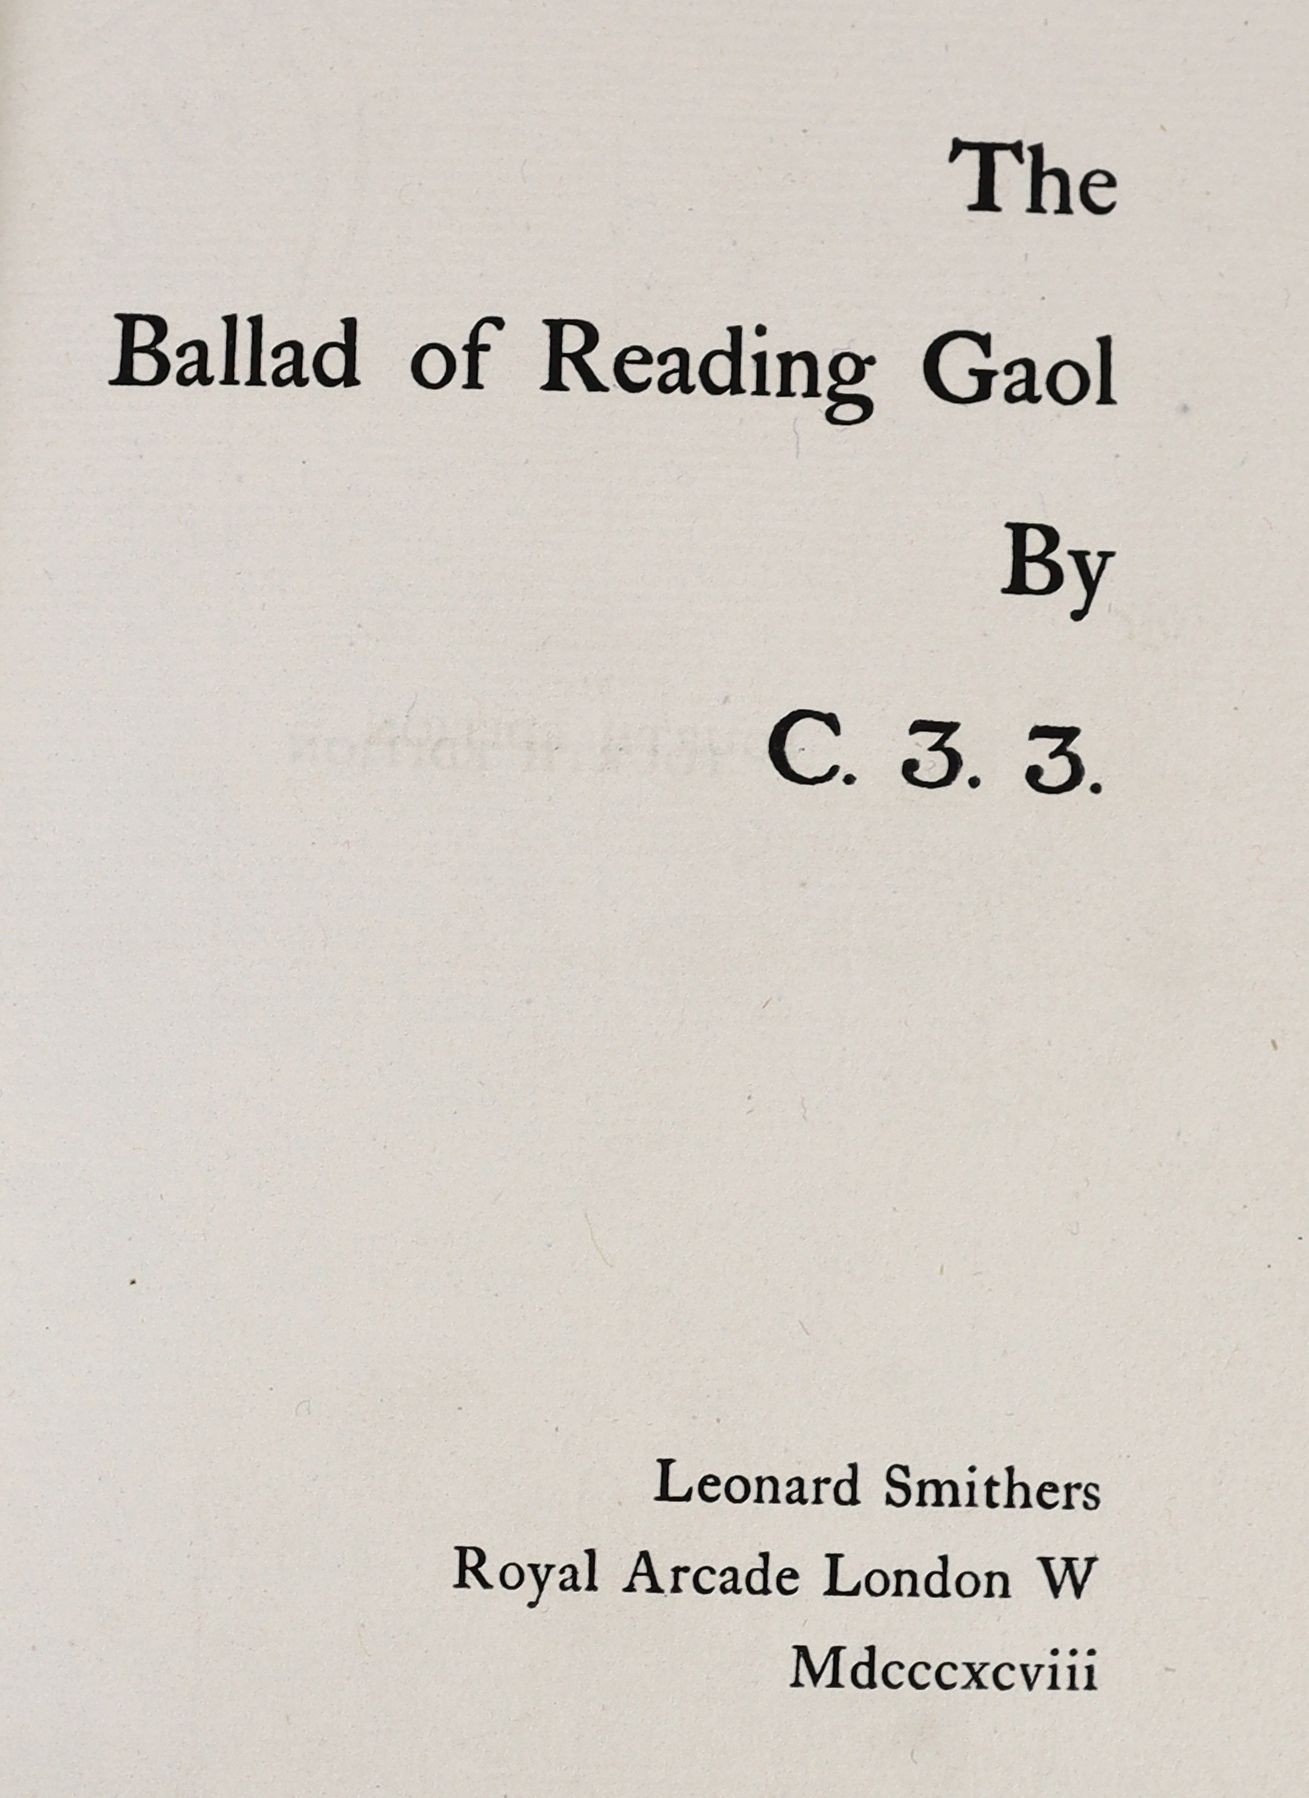 The
Ballad of Reading Gaol
By
C. 3. 3.
Leonard Smithers
Royal Arcade London W
Mdcccxcviii